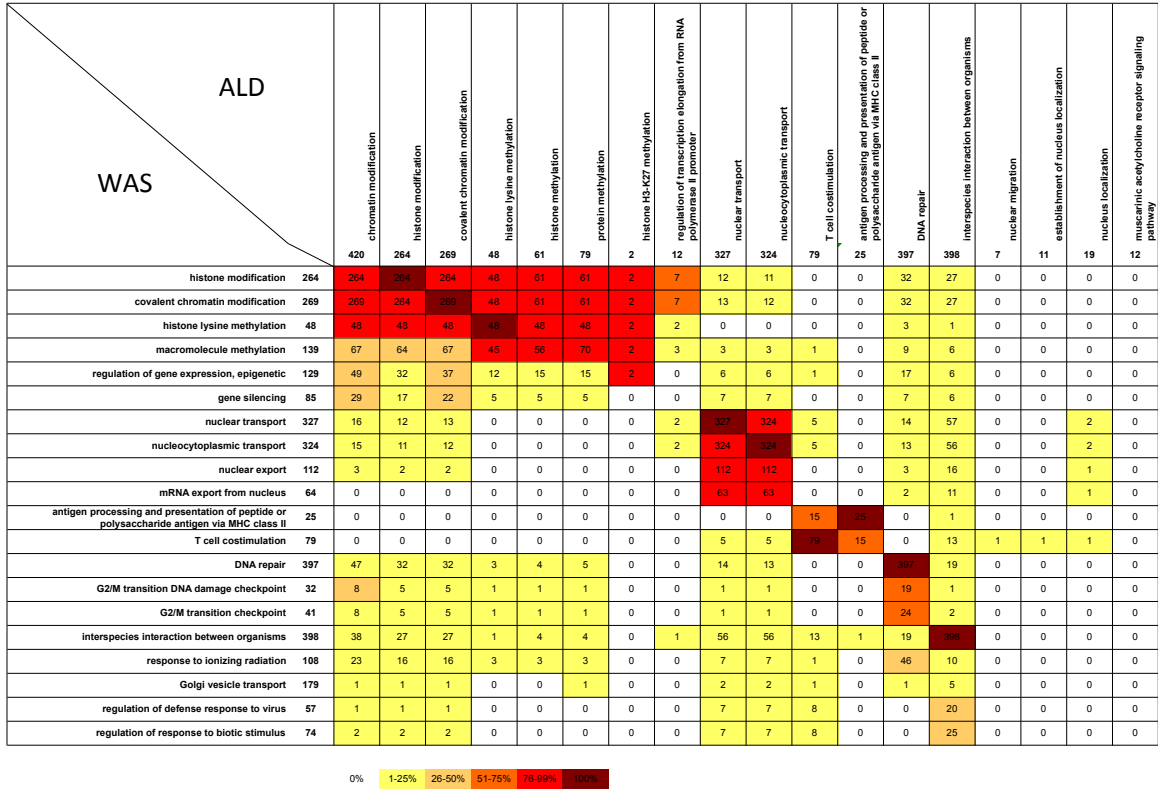 ALD
WAS
chromatin modification
histone modification
covalent chromatin modification
histone lysine methylation
histone methylation
protein methylation
histone H3-K27 methylation
regulation of transcription elongation from RNA
polymerase II promoter
nuclear transport
nucleocytoplasmic transport
T cell costimulation
antigen processing and presentation of peptide or
polysaccharide antigen via MHC class II
DNA repair
interspecies interaction between organisms
nuclear migration
establishment of nucleus localization
nucleus localization
muscarinic acetylcholine receptor signaling
pathway
420 264 269 48 61 79 2 12 327 324 79 25 397 398 7 11 19 12
histone modification 264 264 264 264 48 61 61 2 7 12 11 0 0 32 27 0 0 0 0
covalent chromatin modification 269 269 264 269 48 61 61 2 7 13 12 0 0 32 27 0 0 0 0
histone lysine methylation 48 48 48 48 48 48 48 2 2 0 0 0 0 3 1 0 0 0 0
macromolecule methylation 139 67 64 67 45 56 70 2 3 3 3 1 0 9 6 0 0 0 0
regulation of gene expression, epigenetic 129 49 32 37 12 15 15 2 0 6 6 1 0 17 6 0 0 0 0
gene silencing 85 29 17 22 5 5 5 0 0 7 7 0 0 7 6 0 0 0 0
nuclear transport 327 16 12 13 0 0 0 0 2 327 324 5 0 14 57 0 0 2 0
nucleocytoplasmic transport 324 15 11 12 0 0 0 0 2 324 324 5 0 13 56 0 0 2 0
nuclear export 112 3 2 2 0 0 0 0 0 112 112 0 0 3 16 0 0 1 0
mRNA export from nucleus 64 0 0 0 0 0 0 0 0 63 63 0 0 2 11 0 0 1 0
antigen processing and presentation of peptide or
polysaccharide antigen via MHC class II 25 0 0 0 0 0 0 0 0 0 0 15 25 0 1 0 0 0 0
T cell costimulation 79 0 0 0 0 0 0 0 0 5 5 79 15 0 13 1 1 1 0
DNA repair 397 47 32 32 3 4 5 0 0 14 13 0 0 397 19 0 0 0 0
G2/M transition DNA damage checkpoint 32 8 5 5 1 1 1 0 0 1 1 0 0 19 1 0 0 0 0
G2/M transition checkpoint 41 8 5 5 1 1 1 0 0 1 1 0 0 24 2 0 0 0 0
interspecies interaction between organisms 398 38 27 27 1 4 4 0 1 56 56 13 1 19 398 0 0 0 0
response to ionizing radiation 108 23 16 16 3 3 3 0 0 7 7 1 0 46 10 0 0 0 0
Golgi vesicle transport 179 1 1 1 0 0 1 0 0 2 2 1 0 1 5 0 0 0 0
regulation of defense response to virus 57 1 1 1 0 0 0 0 0 7 7 8 0 0 20 0 0 0 0
regulation of response to biotic stimulus 74 2 2 2 0 0 0 0 0 7 7 8 0 0 25 0 0 0 0
0% 1-25% 26-50% 51-75% 76-99% 100%